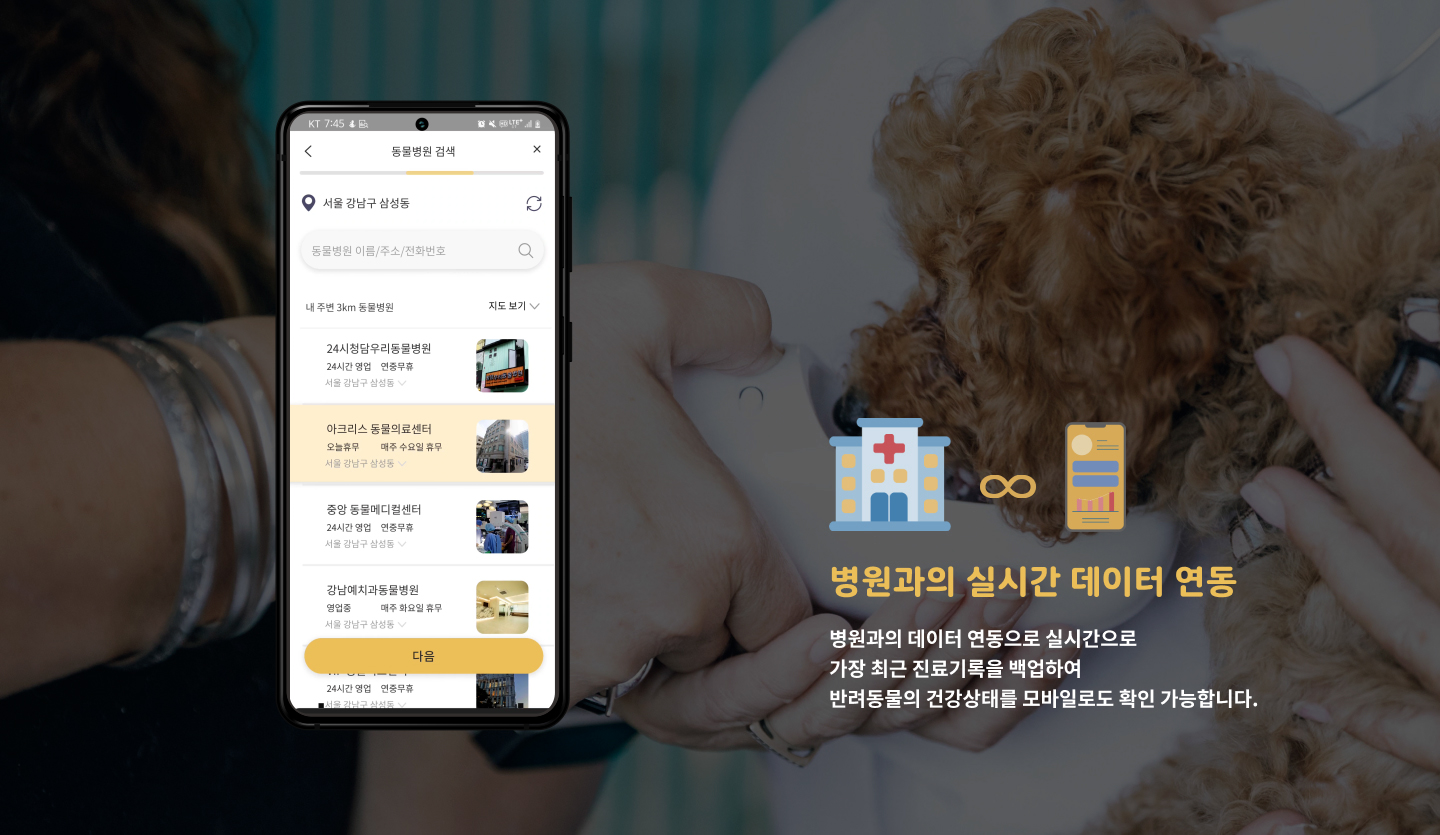 KT 7:45
LTE+
동물병원 검색
서울 강남구 삼성동
동물병원 이름/주소/전화번호
내 주변 3km 동물병원
지도 보기
24시청담우리동물병원
24시간 영업 연중무휴
서울 강남구 삼성동
아크리스 동물의료센터
오늘휴무 매주 수요일 휴무
서울 강남구 삼성동
중앙 동물메디컬센터
24시간 영업 연중무휴
서울 강남구 삼성동
강남예치과동물병원
영업중 매주 화요일 휴무
서울 강남구 삼성동
다음
24시간 영업 연중무휴
서울 강남구 삼성동
병원과의 실시간 데이터 연동
병원과의 데이터 연동으로 실시간으로
가장 최근 진료기록을 백업하여
반려동물의 건강상태를 모바일로도 확인 가능합니다.